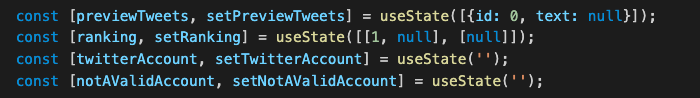 const [previewTweets, setPreviewTweets] = useState([{id: 0, text: null}]);
const [ranking, setRanking] = useState([[1, null], [null]]);
const [twitterAccount, setTwitterAccount] = useState('');
const [notAValidAccount, setNotAValidAccount] = useState('');